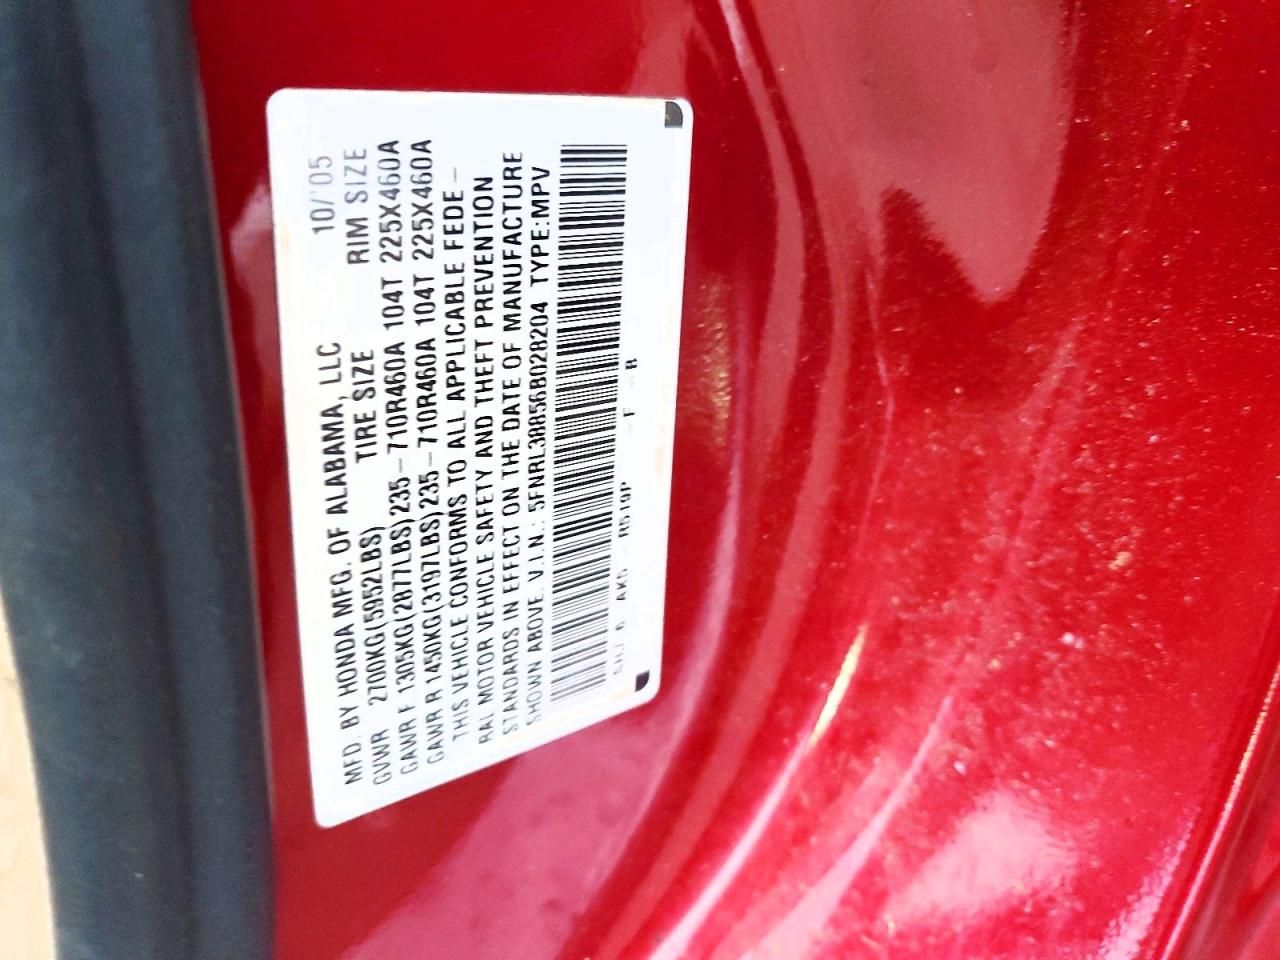 MFD. BY HONDA MFG. OF ALABAMA, LLC 10/'05
GVWR 2700KG(5952LBS) TIRE SIZE RIM SIZE
GAWR F 1305KG(2877LBS)235-710R460A 104T 225X460A
GAWR R 1450KG(3197LBS)235-710R460A 104T 225X460A
THIS VEHICLE CONFORMS TO ALL APPLICABLE FEDE-
RAL MOTOR VEHICLE SAFETY AND THEFT PREVENTION
STANDARDS IN EFFECT ON THE DATE OF MANUFACTURE
SHOWN ABOVE. V.I.N.: 5FNRL38856B028204 TYPE:MPV
R519P -F -B